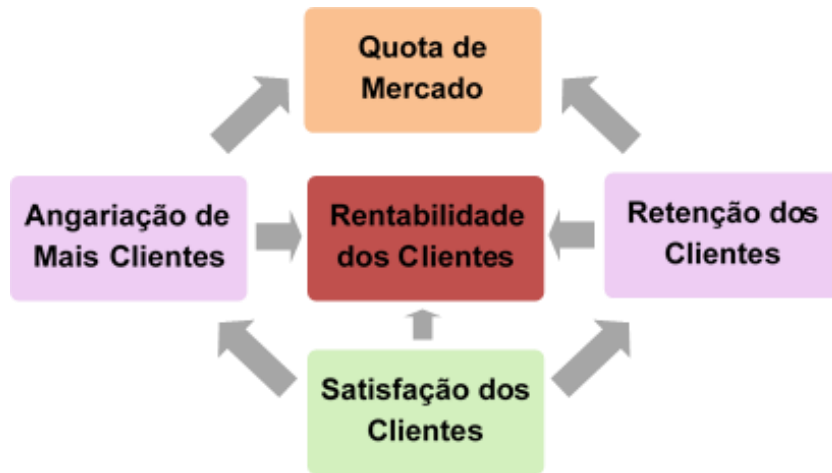 Quota de
Mercado
Angariação de
Mais Clientes
Rentabilidade
dos Clientes
Retenção dos
Clientes
Satisfação dos
Clientes